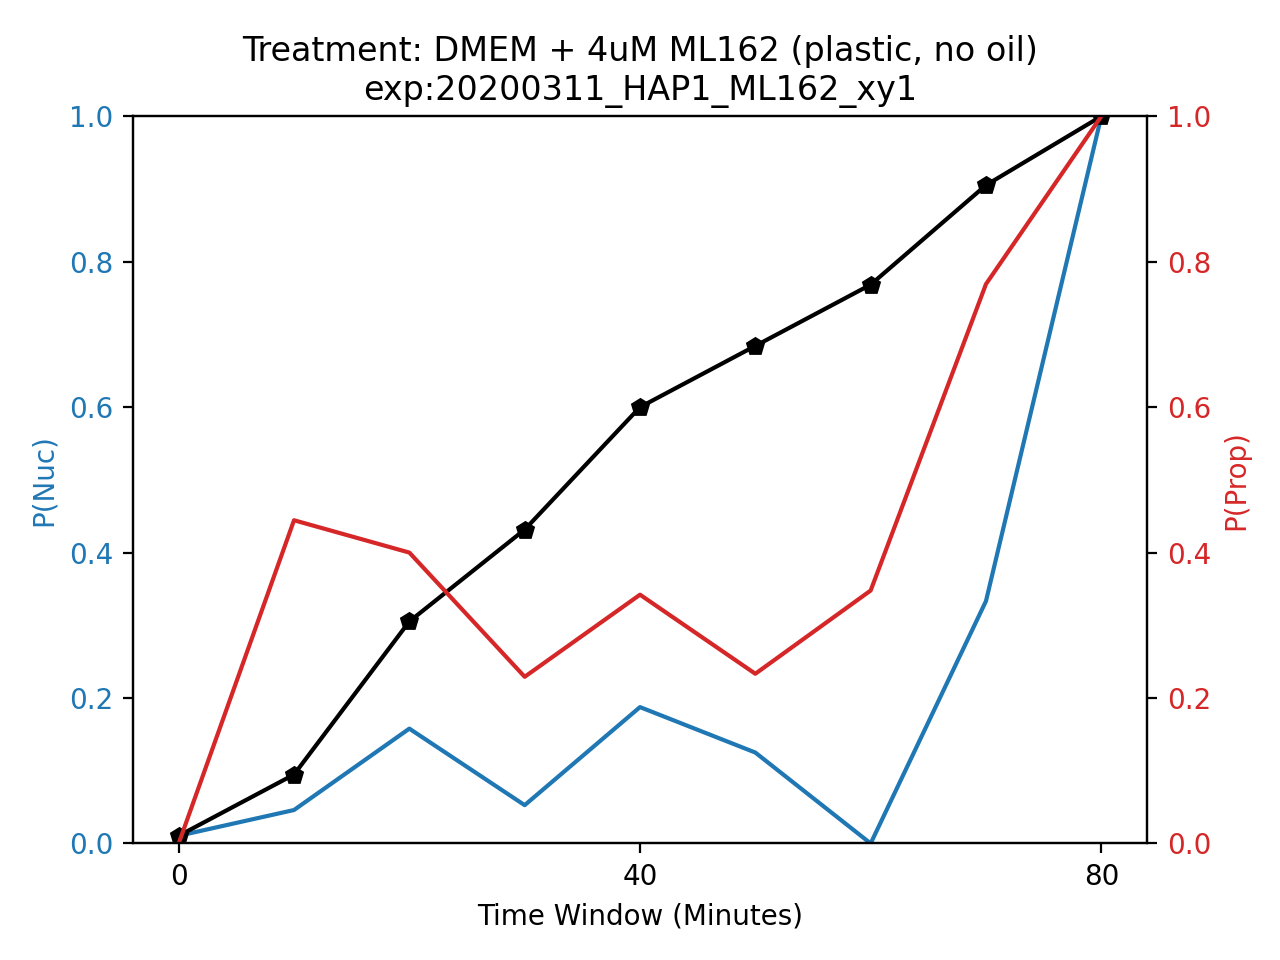 Treatment: DMEM + 4uM ML162 (plastic, no oil)
exp:20200311_HAP1_ML162_xy1
1.0
0.8
0.6
0.4
0.2
0.0
P(Nuc)
1.0
0.8
0.6
0.4
0.2
0.0
P(Prop)
0 40 80
Time Window (Minutes)